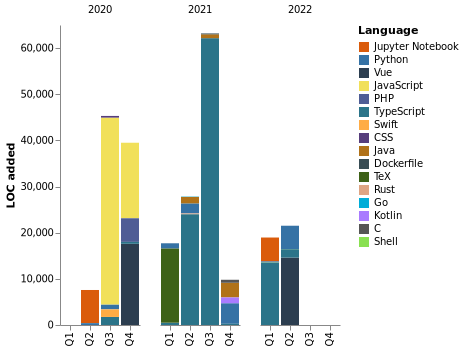 2020 2021 2022
Language
Jupyter Notebook
Python
Vue
JavaScript
PHP
TypeScript
Swift
CSS
Java
Dockerfile
TeX
Rust
Go
Kotlin
C
Shell
LOC added
60,000
50,000
40,000
30,000
20,000
10,000
0
Q1 Q2 Q3 Q4 Q1 Q2 Q3 Q4 Q1 Q2 Q3 Q4